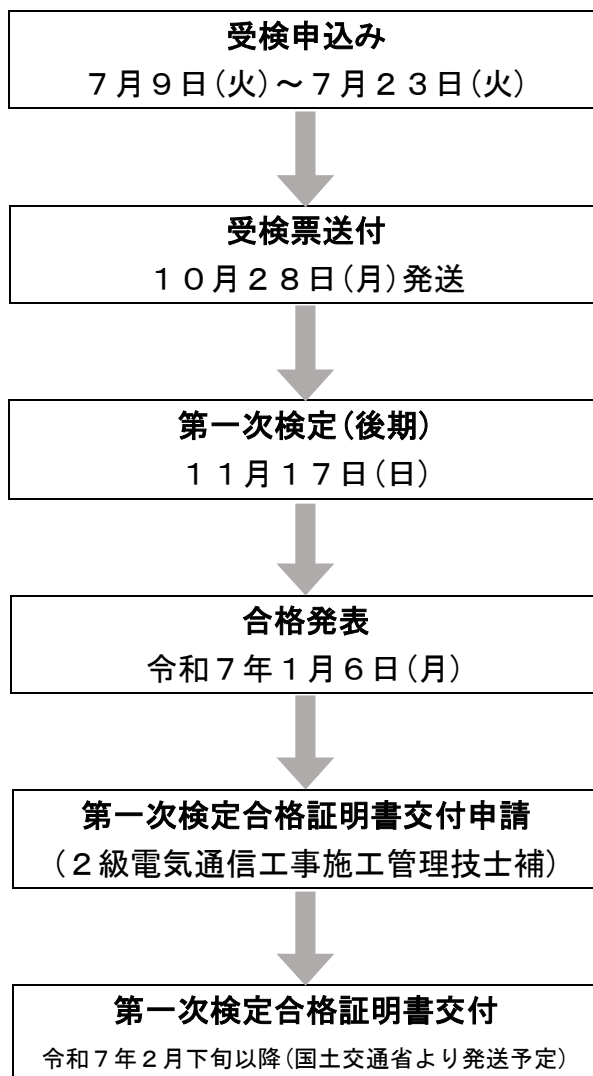 受検申込み
７月９日(火)～７月２３日(火)
受検票送付
１０月２８日(月)発送
第一次検定(後期)
１１月１７日(日)
合格発表
令和７年１月６日(月)
第一次検定合格証明書交付申請
(２級電気通信工事施工管理技士補)
第一次検定合格証明書交付
令和７年２月下旬以降(国土交通省より発送予定)